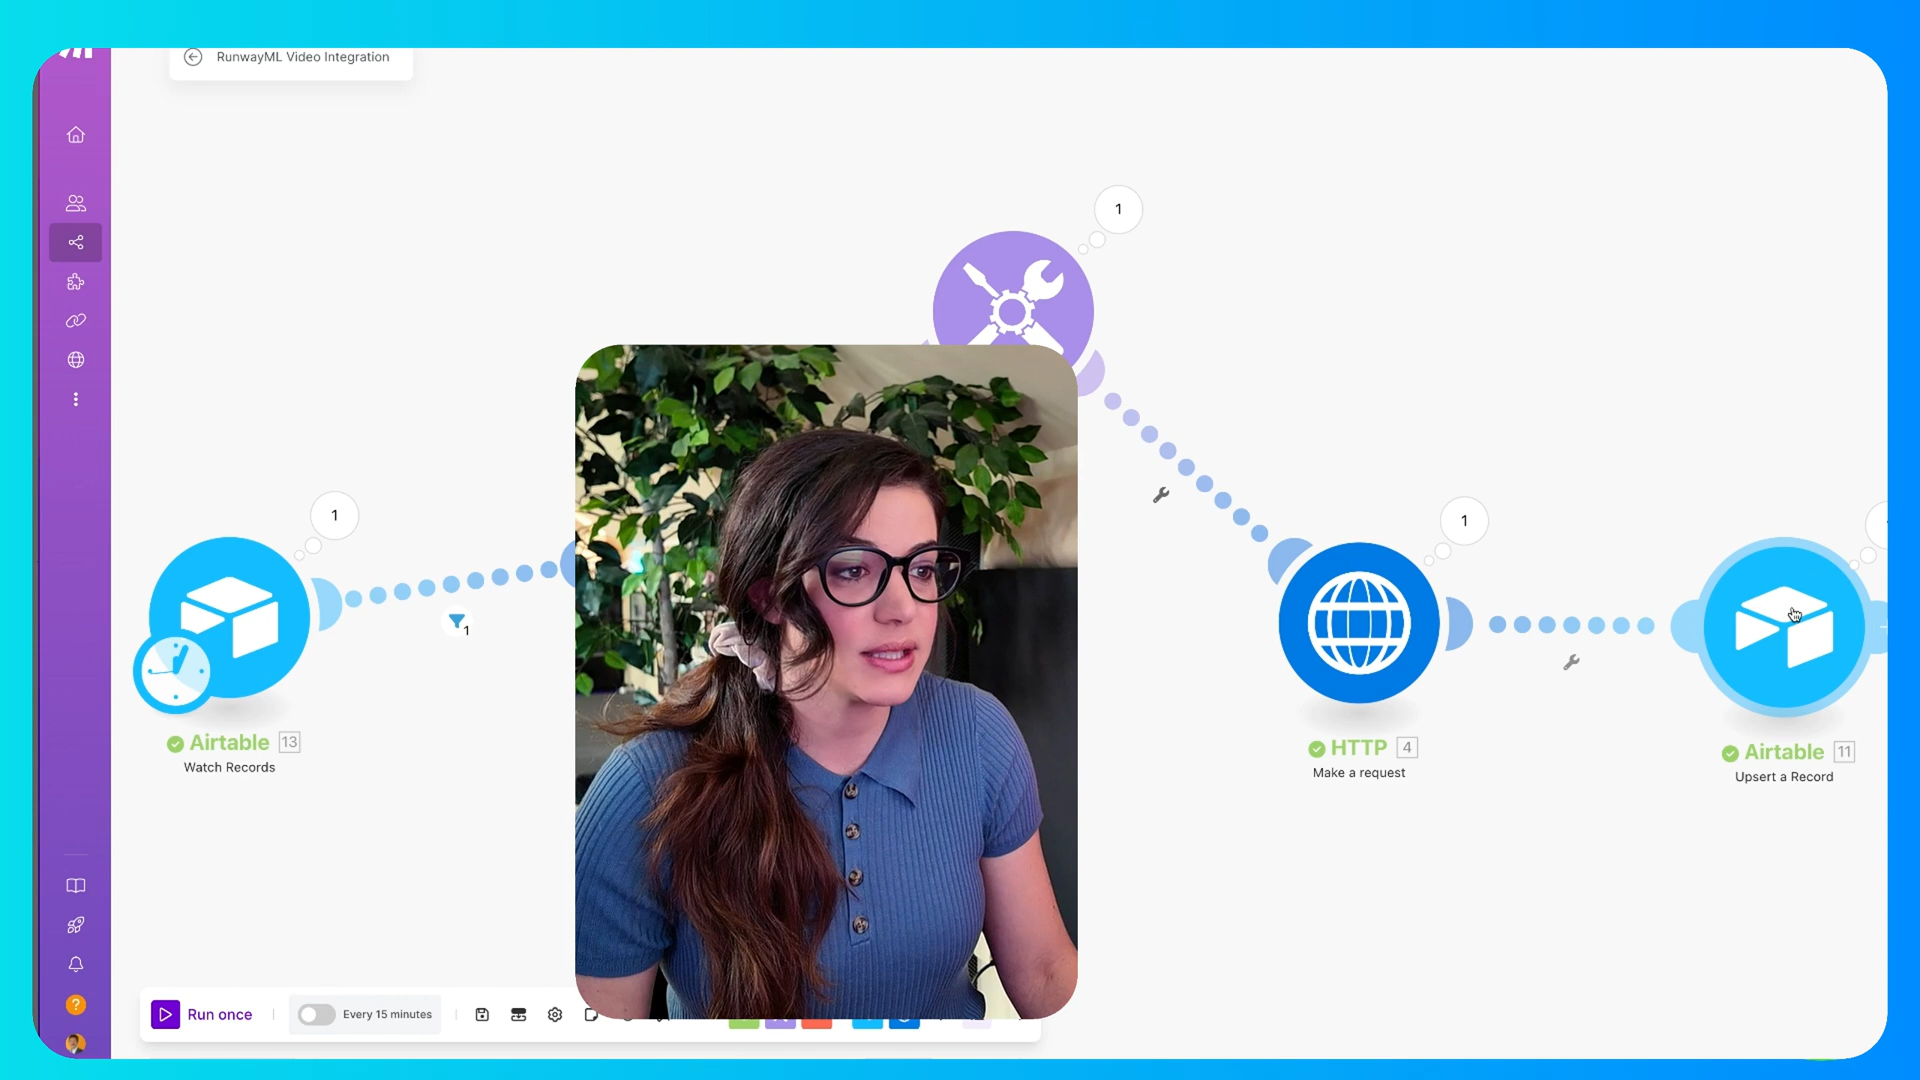 RunwayML Video Integration
1
1
1
1
Airtable 13
Watch Records
HTTP 4
Make a request
Airtable 11
Upsert a Record
Run once
Every 15 minutes
?